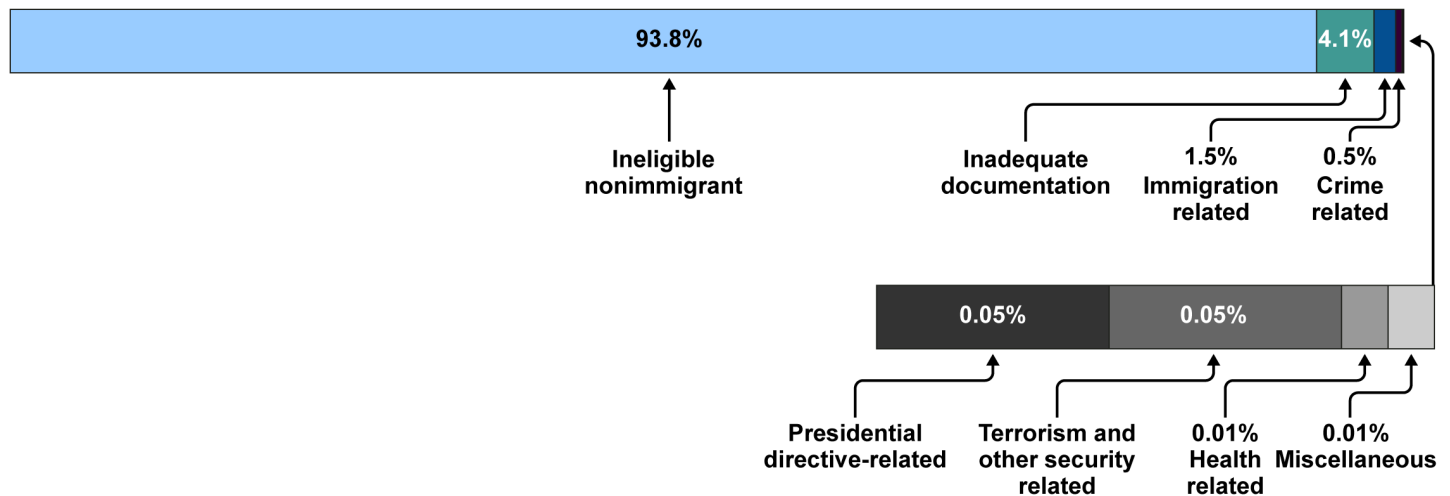 93.8%
4.1%
Ineligible
nonimmigrant
Inadequate
documentation
1.5%
Immigration
related
0.5%
Crime
related
0.05%
0.05%
Presidential
directive-related
Terrorism and
other security
related
0.01%
Health
related
0.01%
Miscellaneous